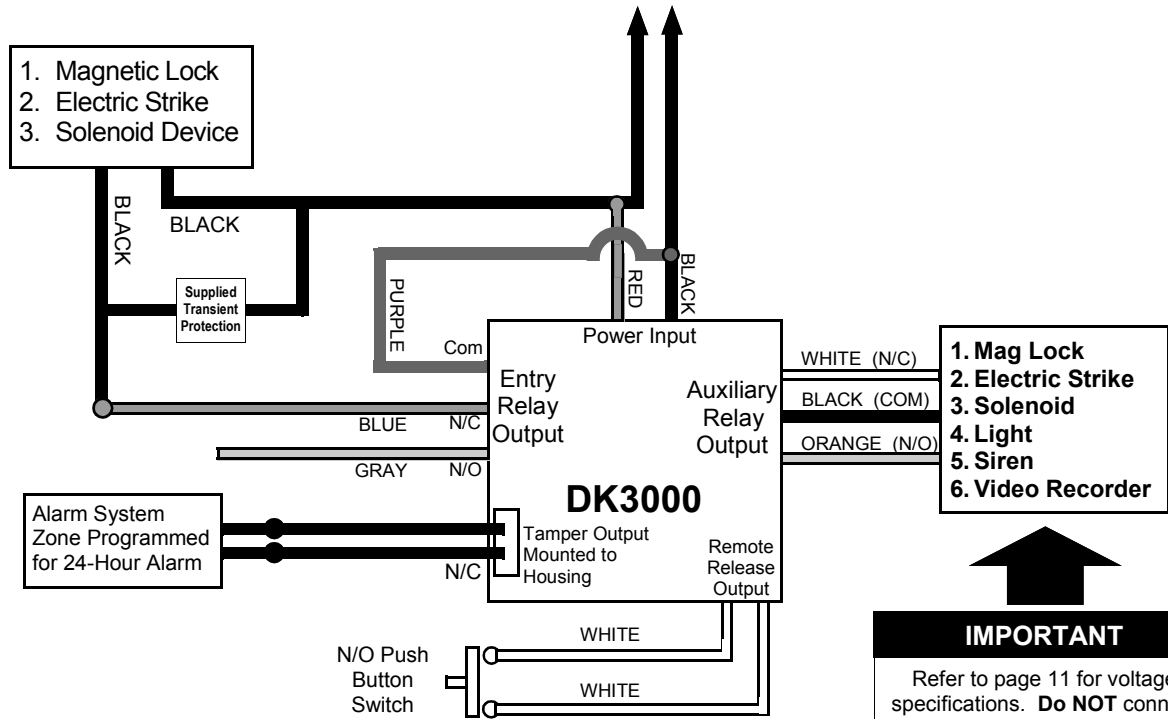 1. Magnetic Lock
2. Electric Strike
3. Solenoid Device
BLACK
BLACK
Supplied
Transient
Protection
PURPLE
RED
BLACK
Com
Power Input
Entry
Relay
Output
BLUE
N/C
GRAY
N/O
Auxiliary
Relay
Output
WHITE (N/C)
BLACK (COM)
ORANGE (N/O)
1. Mag Lock
2. Electric Strike
3. Solenoid
4. Light
5. Siren
6. Video Recorder
DK3000
Alarm System
Zone Programmed
for 24-Hour Alarm
N/C
Tamper Output
Mounted to
Housing
Remote
Release
Output
N/O Push
Button
Switch
WHITE
WHITE
IMPORTANT
Refer to page 11 for voltage
specifications. Do NOT